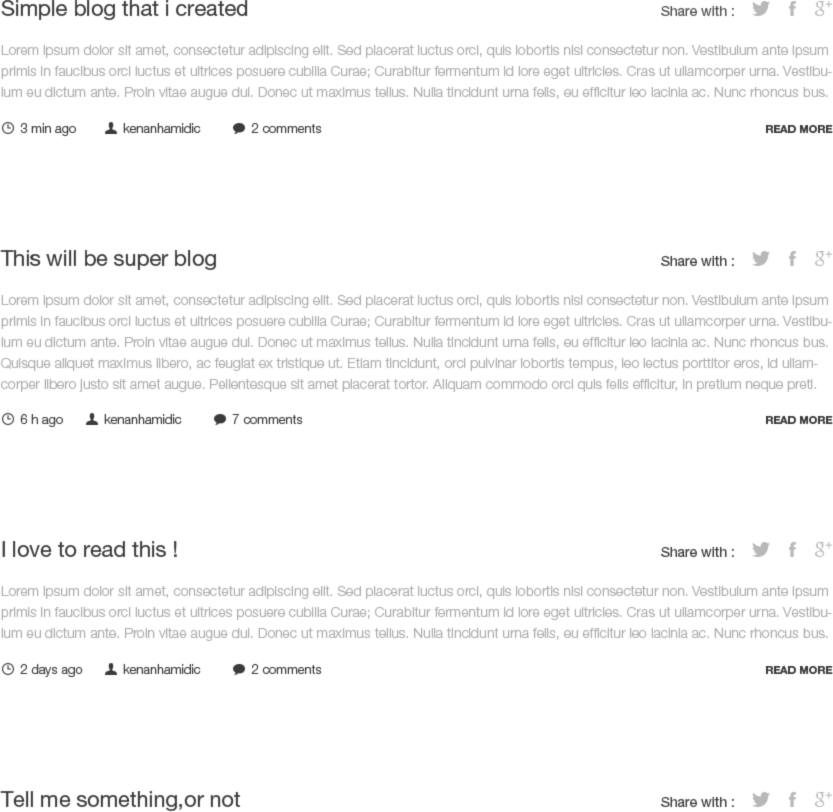 Simple blog that i created
Share with :
Lorem ipsum dolor sit amet, consectetur adipiscing elit. Sed placerat luctus orci, quis lobortis nisi consectetur non. Vestibulum ante ipsum
primis in faucibus orci luctus et ultrices posuere cubilia Curae; Curabitur fermentum id lore eget ultricies. Cras ut ullamcorper urna. Vestibu-
lum eu dictum ante. Proin vitae augue dui. Donec ut maximus tellus. Nulla tincidunt urna felis, eu efficitur leo lacinia ac. Nunc rhoncus bus.
3 min ago kenanhamidic 2 comments READ MORE
This will be super blog
Share with :
Lorem ipsum dolor sit amet, consectetur adipiscing elit. Sed placerat luctus orci, quis lobortis nisi consectetur non. Vestibulum ante ipsum
primis in faucibus orci luctus et ultrices posuere cubilia Curae; Curabitur fermentum id lore eget ultricies. Cras ut ullamcorper urna. Vestibu-
lum eu dictum ante. Proin vitae augue dui. Donec ut maximus tellus. Nulla tincidunt urna felis, eu efficitur leo lacinia ac. Nunc rhoncus bus.
Quisque aliquet maximus libero, ac feugiat ex tristique ut. Etiam tincidunt, orci pulvinar lobortis tempus, leo lectus porttitor eros, id ullam-
corper libero justo sit amet augue. Pellentesque sit amet placerat tortor. Aliquam commodo orci quis felis efficitur, in pretium neque preti.
6 h ago kenanhamidic 7 comments READ MORE
I love to read this !
Share with :
Lorem ipsum dolor sit amet, consectetur adipiscing elit. Sed placerat luctus orci, quis lobortis nisi consectetur non. Vestibulum ante ipsum
primis in faucibus orci luctus et ultrices posuere cubilia Curae; Curabitur fermentum id lore eget ultricies. Cras ut ullamcorper urna. Vestibu-
lum eu dictum ante. Proin vitae augue dui. Donec ut maximus tellus. Nulla tincidunt urna felis, eu efficitur leo lacinia ac. Nunc rhoncus bus.
2 days ago kenanhamidic 2 comments READ MORE
Tell me something,or not
Share with :